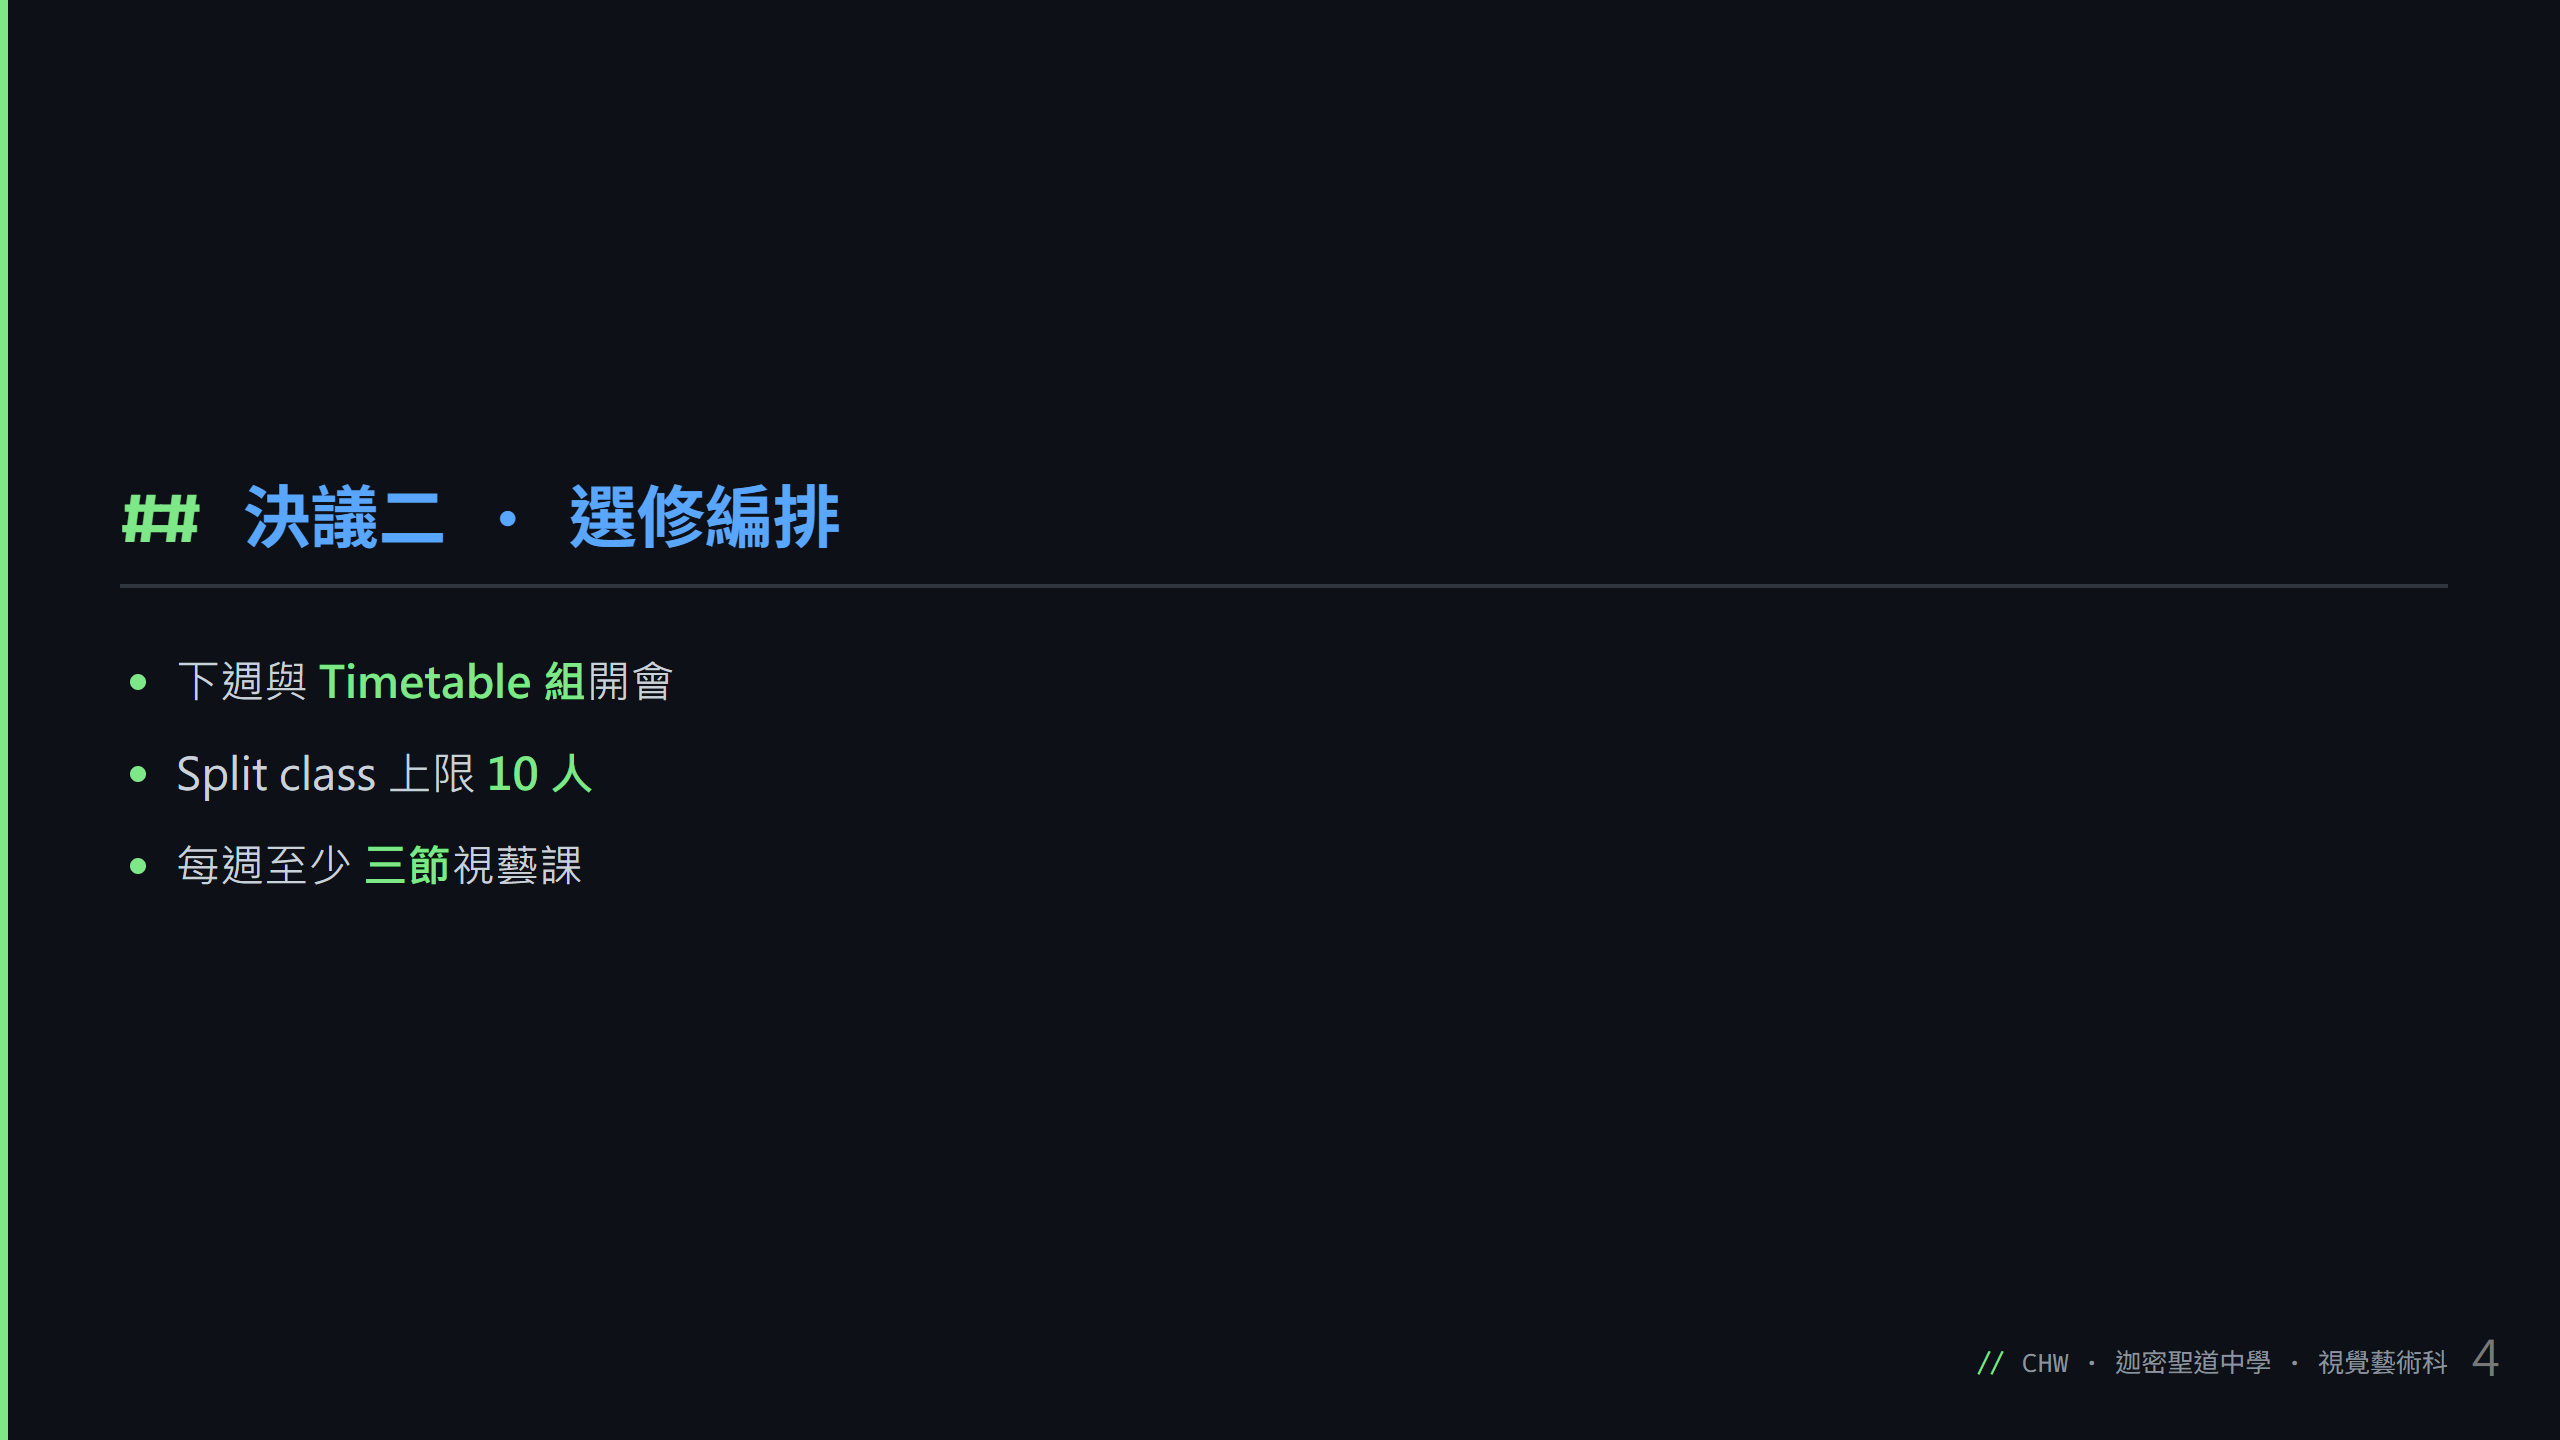 ## 決議二 · 選修編排
• 下週與 Timetable 組開會
• Split class 上限 10 人
• 每週至少 三節視藝課
// CHW · 迦密聖道中學 · 視覺藝術科 4